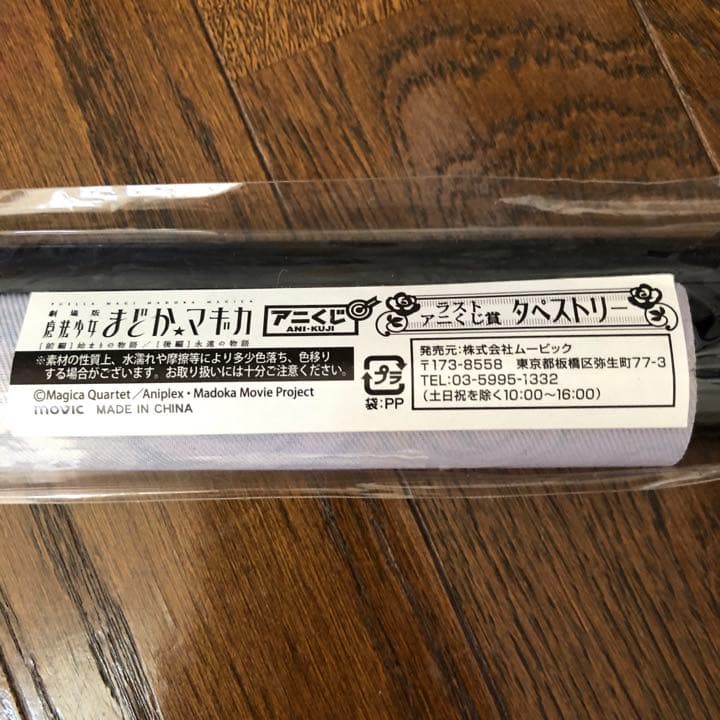 PUELLA MAGI MADOKA MAGICA
劇場版
魔法少女まどか★マギカ
[前編]始まりの物語/[後編]永遠の物語
アニくじ
ANI-KUJI
※素材の性質上、水濡れや摩擦等により多少色落ち、色移り
する場合がございます。お取り扱いには十分ご注意ください。
©Magica Quartet/Aniplex・Madoka Movie Project
movic MADE IN CHINA
プラ
袋:PP
ラスト
アニくじ賞
タペストリー
発売元:株式会社ムービック
〒173-8558 東京都板橋区弥生町77-3
TEL:03-5995-1332
(土日祝を除く10:00~16:00)